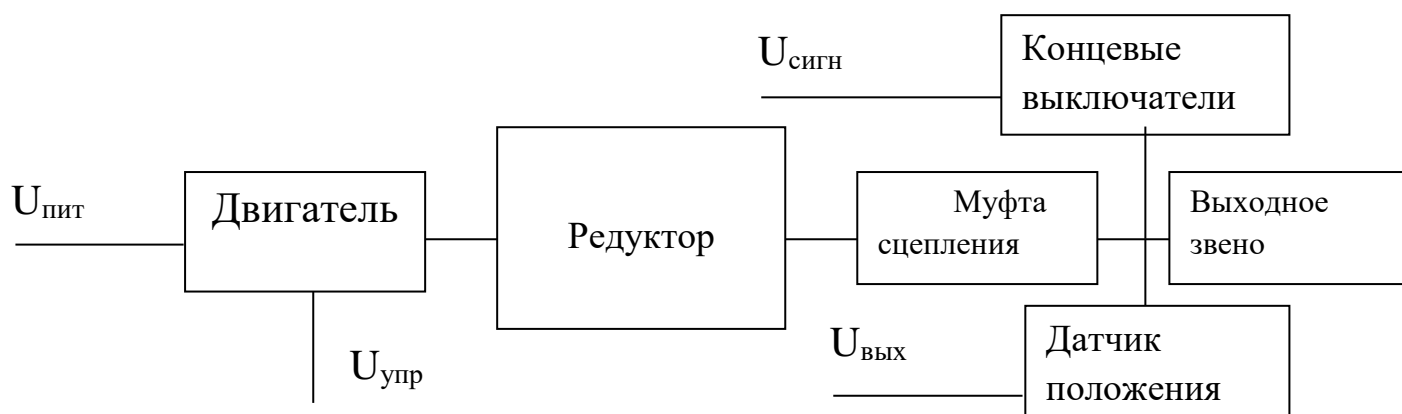 Uсигн
Концевые
выключатели
Uпит
Двигатель
Редуктор
Муфта
сцепления
Выходное
звено
Uупр
Uвых
Датчик
положения